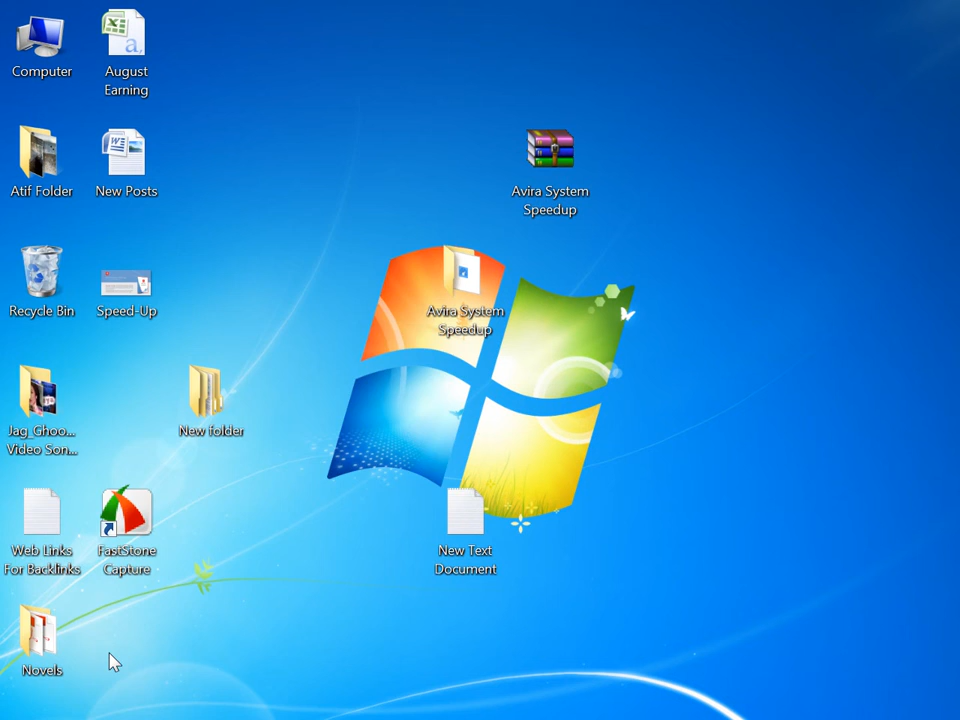 Computer
August
Earning
Atif Folder
New Posts
Avira System
Speedup
Recycle Bin
Speed-Up
Avira System
Speedup
Jag_Ghoo...
Video Son...
New folder
Web Links
For Backlinks
FastStone
Capture
New Text
Document
Novels